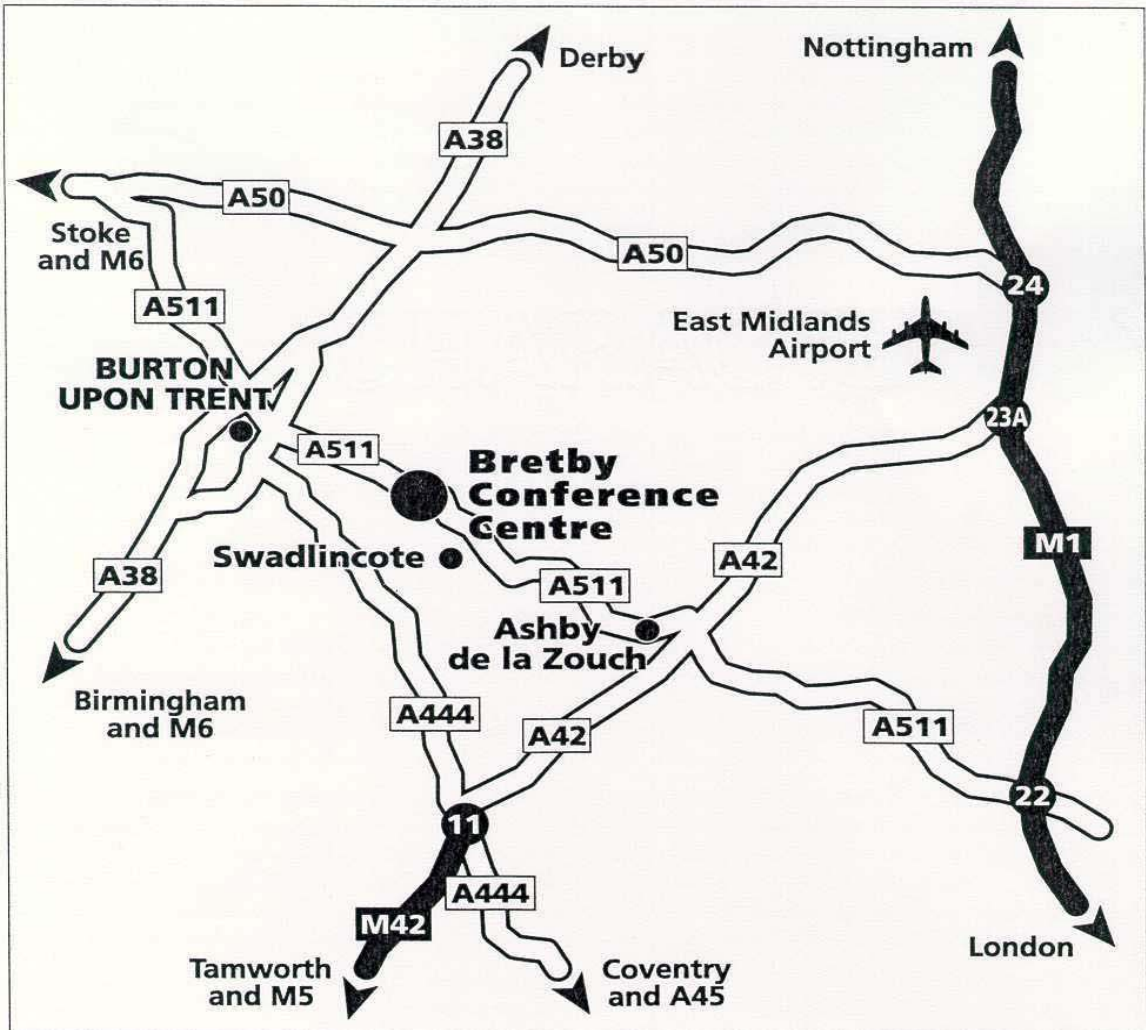 Derby
Nottingham
A38
A50
Stoke
and M6
A50
24
A511
East Midlands
Airport
BURTON
UPON TRENT
23A
A511
Bretby
Conference
Centre
M1
Swadlincote
A42
A38
A511
Ashby
de la Zouch
Birmingham
and M6
A444
A42
A511
22
11
A444
M42
London
Tamworth
and M5
Coventry
and A45